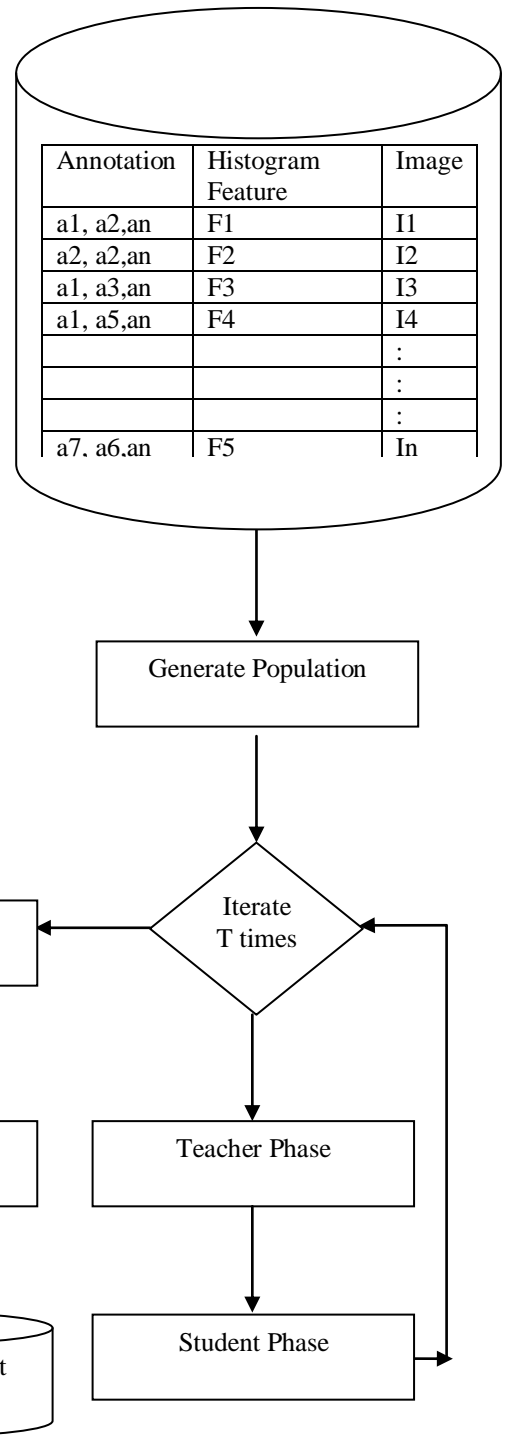 Annotation Histogram Feature Image
a1, a2,an F1 I1
a2, a2,an F2 I2
a1, a3,an F3 I3
a1, a5,an F4 I4
:
:
:
a7, a6,an F5 In
Generate Population
Iterate
T times
Teacher Phase
Student Phase
t